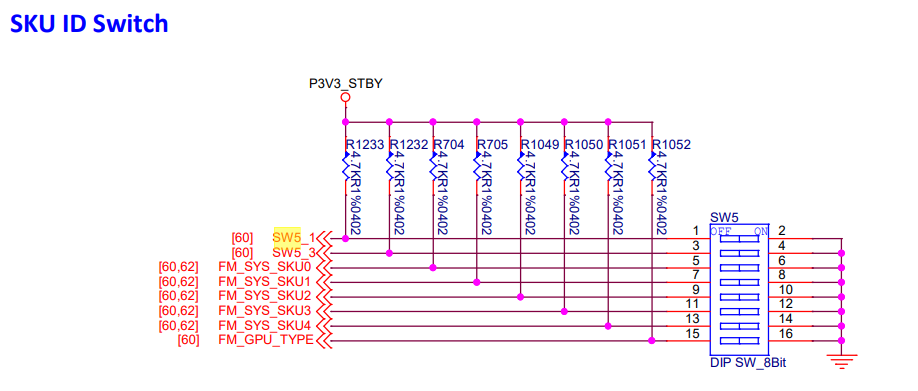 SKU ID Switch
P3V3_STBY
R1233 R1232 R704 R705 R1049 R1050 R1051 R1052
4.7KR1%0402 4.7KR1%0402 4.7KR1%0402 4.7KR1%0402 4.7KR1%0402 4.7KR1%0402 4.7KR1%0402 4.7KR1%0402
SW5
OFF ON
[60] SW5_1 1 2
[60] SW5_3 3 4
[60,62] FM_SYS_SKU0 5 6
[60,62] FM_SYS_SKU1 7 8
[60,62] FM_SYS_SKU2 9 10
[60,62] FM_SYS_SKU3 11 12
[60,62] FM_SYS_SKU4 13 14
[60] FM_GPU_TYPE 15 16
DIP SW_8Bit